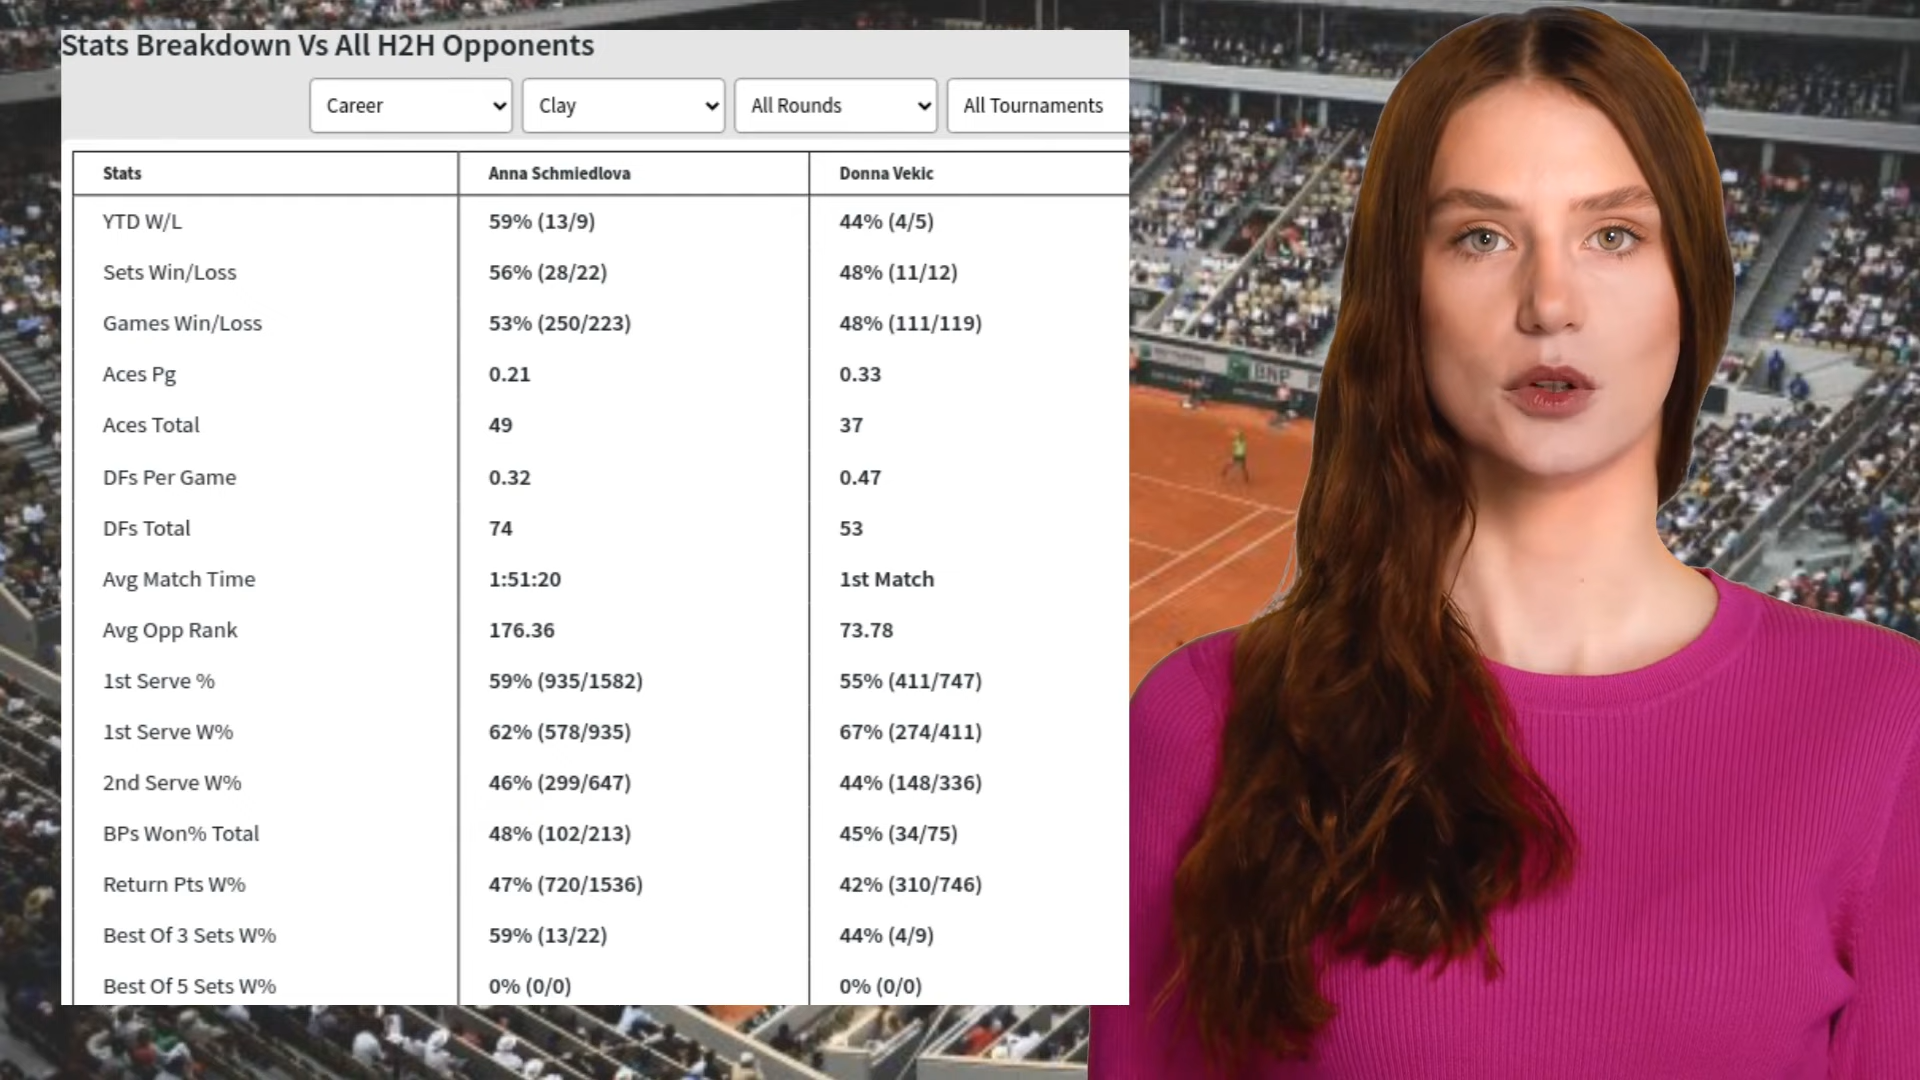 Stats Breakdown Vs All H2H Opponents
Career Clay All Rounds All Tournaments
Stats Anna Schmiedlova Donna Vekic
YTD W/L 59% (13/9) 44% (4/5)
Sets Win/Loss 56% (28/22) 48% (11/12)
Games Win/Loss 53% (250/223) 48% (111/119)
Aces Pg 0.21 0.33
Aces Total 49 37
DFs Per Game 0.32 0.47
DFs Total 74 53
Avg Match Time 1:51:20 1st Match
Avg Opp Rank 176.36 73.78
1st Serve % 59% (935/1582) 55% (411/747)
1st Serve W% 62% (578/935) 67% (274/411)
2nd Serve W% 46% (299/647) 44% (148/336)
BPs Won% Total 48% (102/213) 45% (34/75)
Return Pts W% 47% (720/1536) 42% (310/746)
Best Of 3 Sets W% 59% (13/22) 44% (4/9)
Best Of 5 Sets W% 0% (0/0) 0% (0/0)
BNP